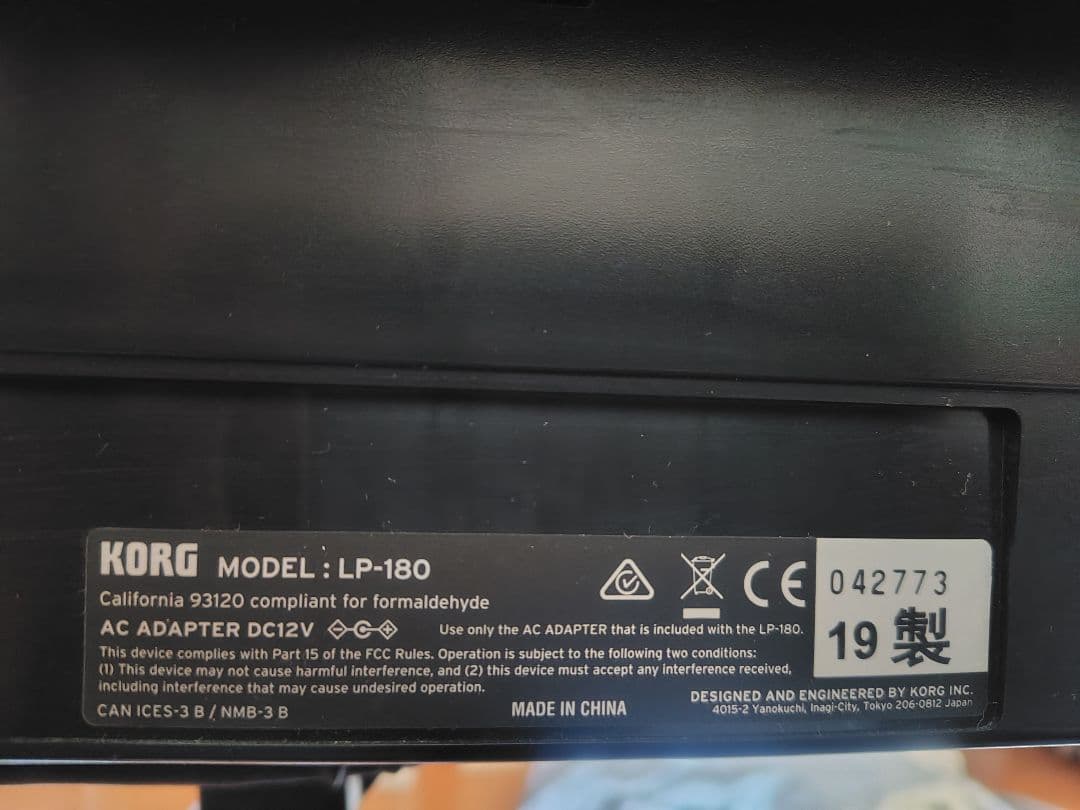 KORG MODEL : LP-180
California 93120 compliant for formaldehyde
AC ADAPTER DC12V
Use only the AC ADAPTER that is included with the LP-180.
This device complies with Part 15 of the FCC Rules. Operation is subject to the following two conditions:
(1) This device may not cause harmful interference, and (2) this device must accept any interference received,
including interference that may cause undesired operation.
CAN ICES-3 B / NMB-3 B
MADE IN CHINA
DESIGNED AND ENGINEERED BY KORG INC.
4015-2 Yanokuchi, Inagi-City, Tokyo 206-0812 Japan
CE
042773
19 製